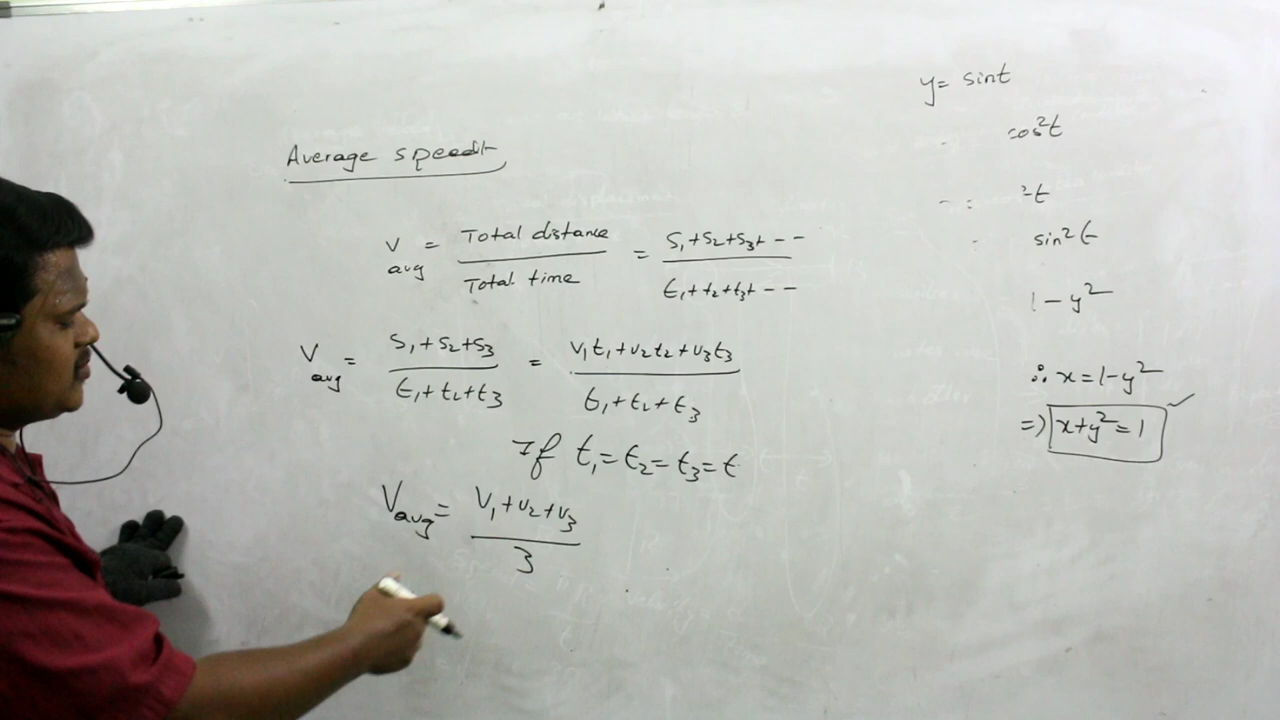 Average speed
V avg = Total distance / Total time = S₁+S₂+S₃+ -- / t₁+t₂+t₃+ --
V avg = S₁+S₂+S₃ / t₁+t₂+t₃ = V₁t₁+V₂t₂+V₃t₃ / t₁+t₂+t₃
If t₁=t₂=t₃=t
Vavg = V₁+V₂+V₃ / 3
y= sint
cos²t
²t
sin²t
1-y²
∴ x=1-y²
⇒ x+y²=1 ✓